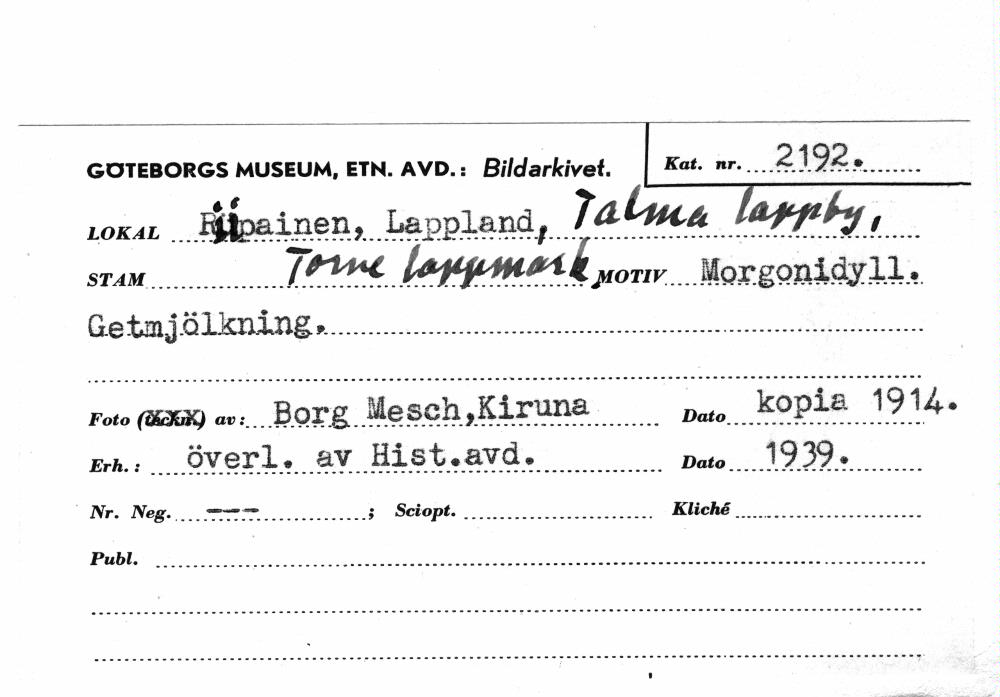 GÖTEBORGS MUSEUM, ETN. AVD.: Bildarkivet. Kat. nr. 2192.
LOKAL Riipainen, Lappland, Talma lappby,
STAM Torne lappmark, MOTIV Morgonidyll.
Getmjölkning.
Foto (teckn.) av: Borg Mesch,Kiruna Dato kopia 1914.
Erh.: överl. av Hist.avd. Dato 1939.
Nr. Neg. --- ; Sciopt. Kliché
Publ.